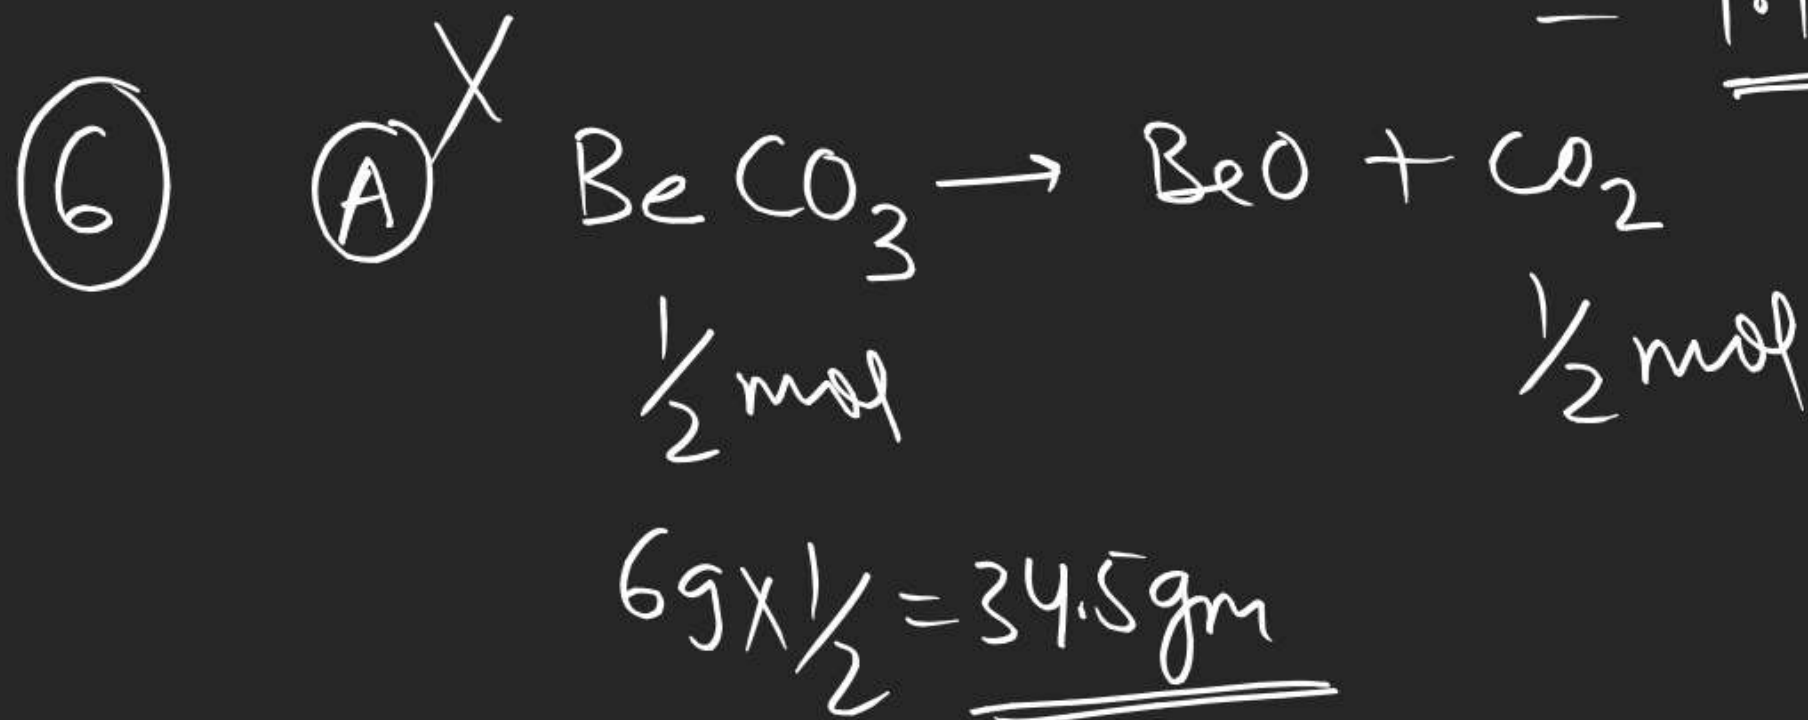 6 A X BeCO₃ → BeO + CO₂
1/2 mol 1/2 mol
69 x 1/2 = 34.5 gm